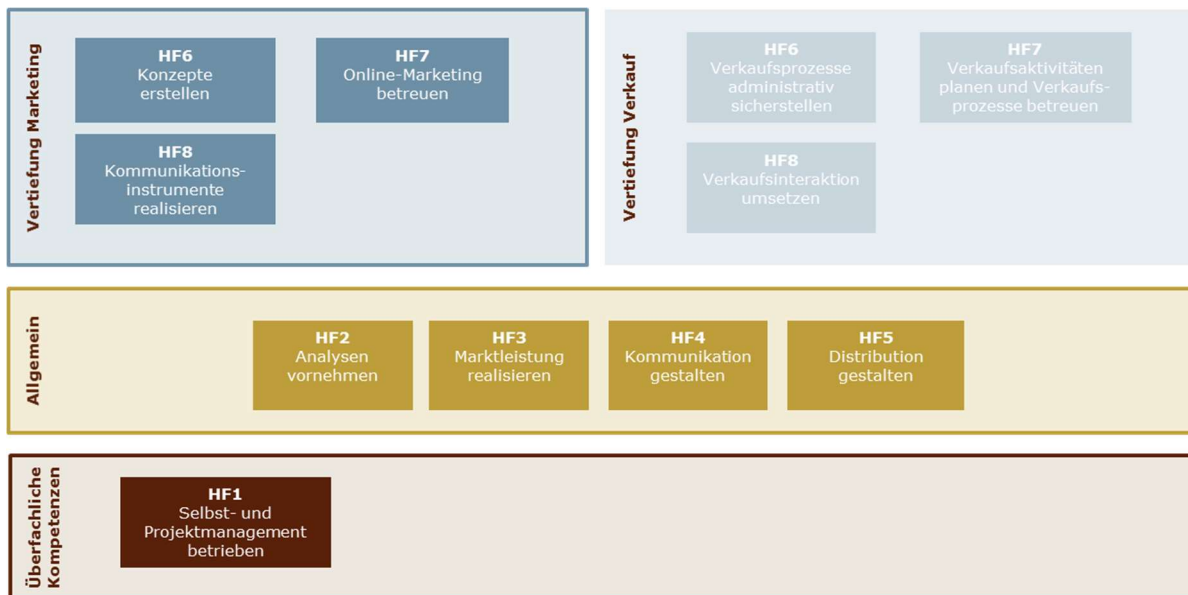 Vertiefung Marketing
HF6
Konzepte
erstellen
HF7
Online-Marketing
betreuen
HF8
Kommunikations-
instrumente
realisieren
Vertiefung Verkauf
HF6
Verkaufsprozesse
administrativ
sicherstellen
HF7
Verkaufsaktivitäten
planen und Verkaufs-
prozesse betreuen
HF8
Verkaufsinteraktion
umsetzen
Allgemein
HF2
Analysen
vornehmen
HF3
Marktleistung
realisieren
HF4
Kommunikation
gestalten
HF5
Distribution
gestalten
Überfachliche
Kompetenzen
HF1
Selbst- und
Projektmanagement
betrieben